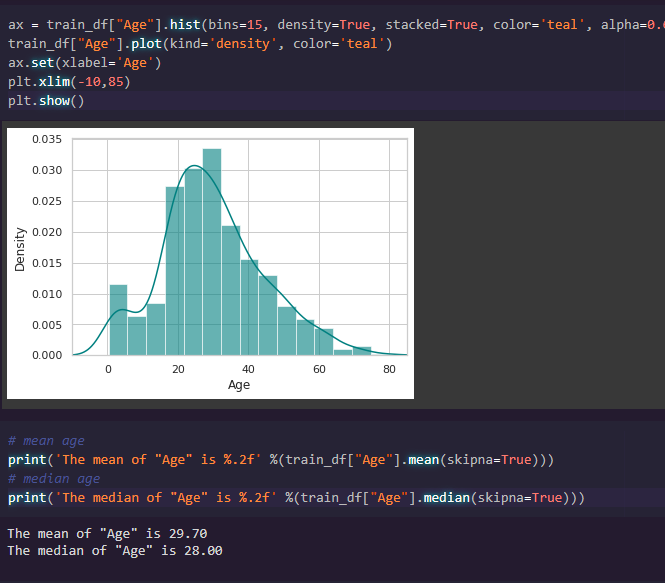 ax = train_df["Age"].hist(bins=15, density=True, stacked=True, color='teal', alpha=0.
train_df["Age"].plot(kind='density', color='teal')
ax.set(xlabel='Age')
plt.xlim(-10,85)
plt.show()
0.035
0.030
0.025
0.020
0.015
0.010
0.005
0.000
Density
0 20 40 60 80
Age
# mean age
print('The mean of "Age" is %.2f' %(train_df["Age"].mean(skipna=True)))
# median age
print('The median of "Age" is %.2f' %(train_df["Age"].median(skipna=True)))
The mean of "Age" is 29.70
The median of "Age" is 28.00